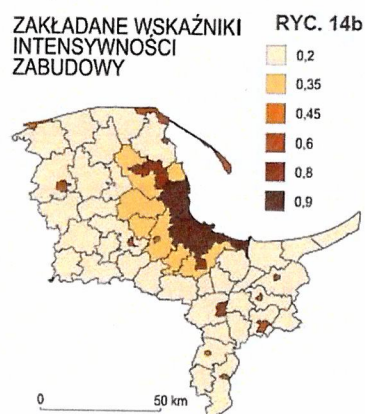 ZAKŁADANE WSKAŹNIKI
INTENSYWNOŚCI
ZABUDOWY
RYC. 14b
0,2
0,35
0,45
0,6
0,8
0,9
0
50 km